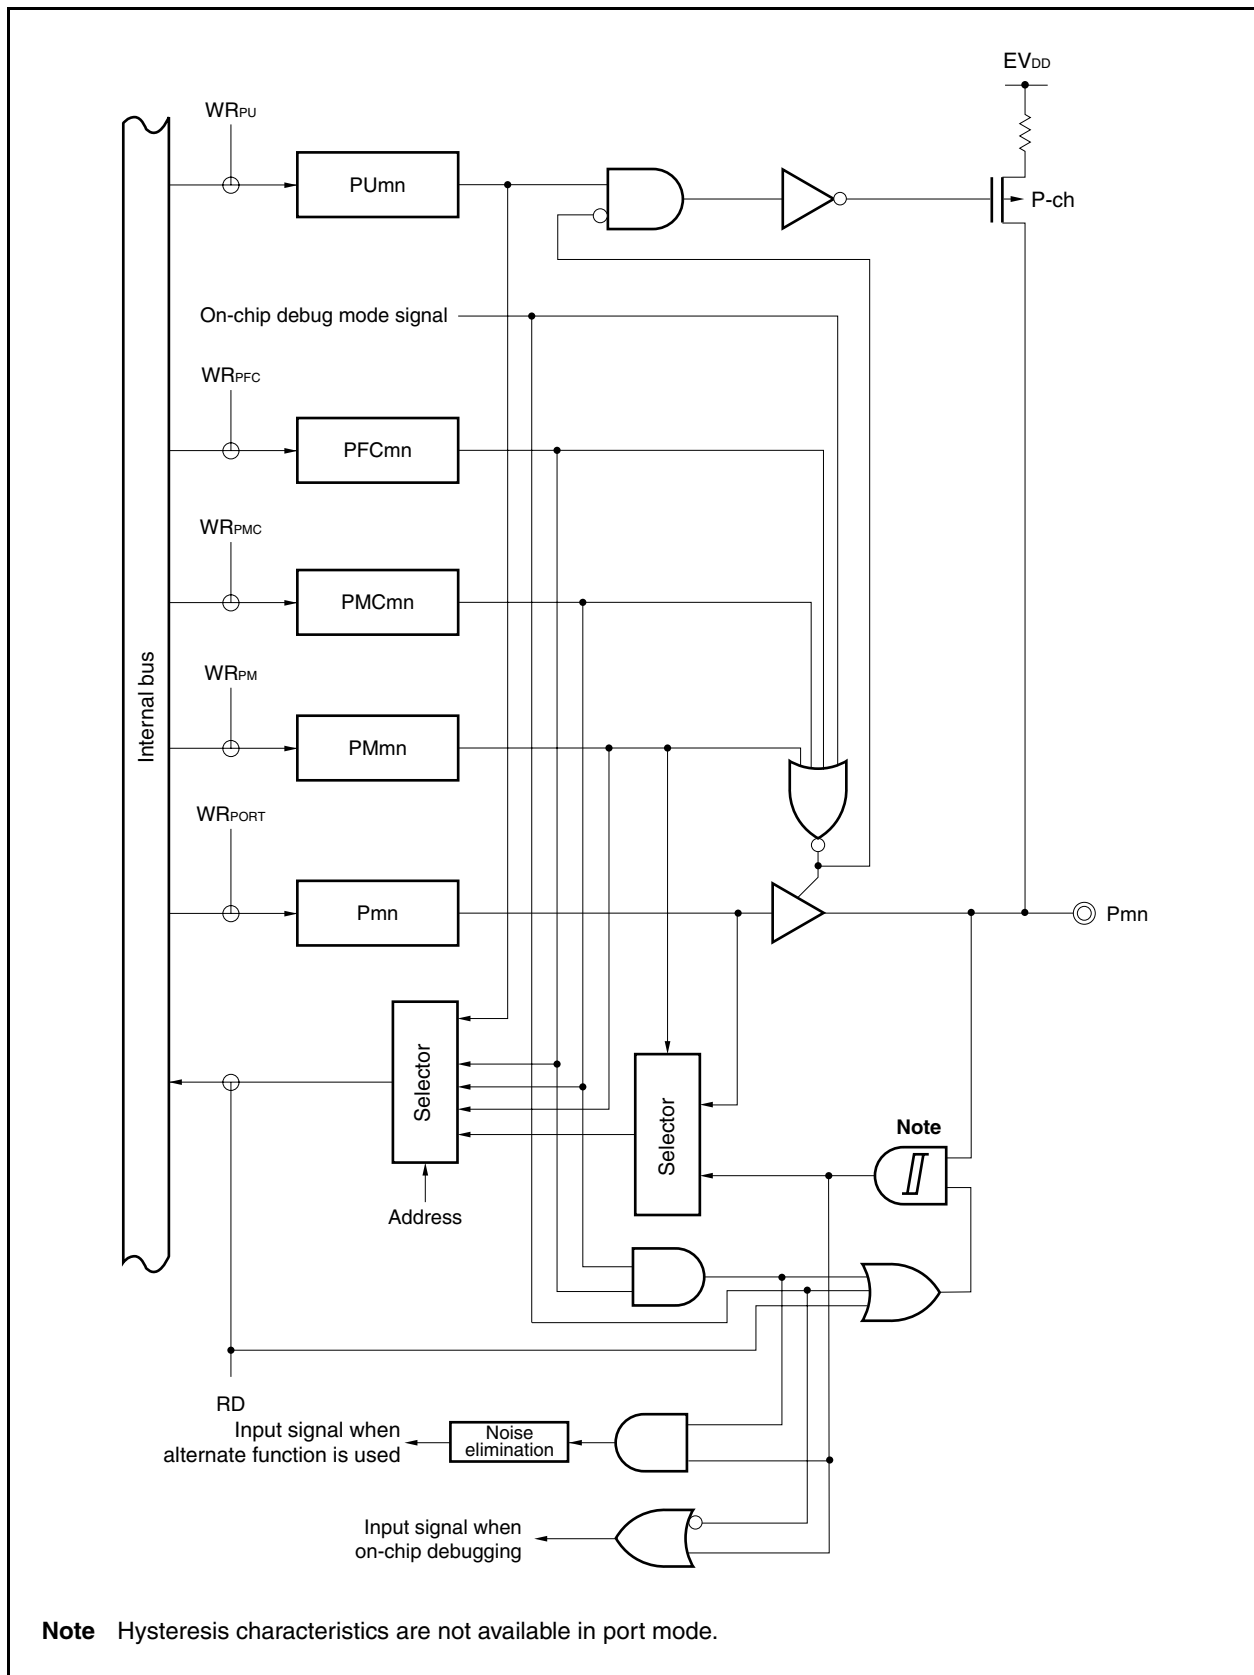 EVDD
WRPU
PUmn
P-ch
On-chip debug mode signal
WRPFC
PFCmn
WRPMC
PMCmn
Internal bus
WRPM
PMmn
WRPORT
Pmn
Pmn
Selector
Selector
Note
Address
RD
Input signal when
alternate function is used
Noise
elimination
Input signal when
on-chip debugging
Note Hysteresis characteristics are not available in port mode.